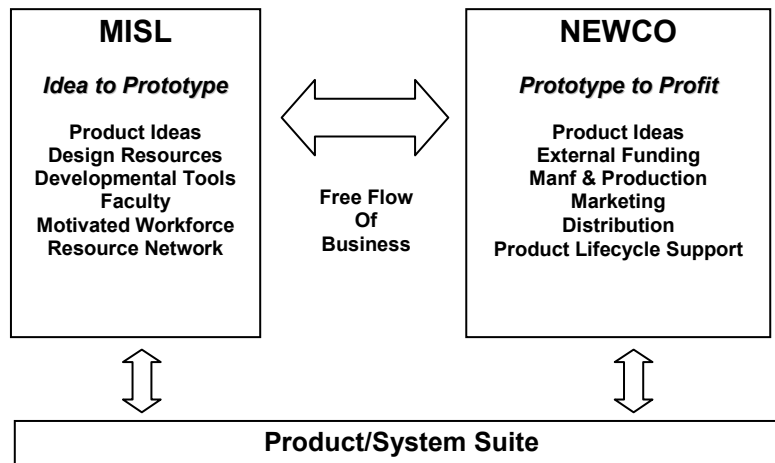 MISL
Idea to Prototype
Product Ideas
Design Resources
Developmental Tools
Faculty
Motivated Workforce
Resource Network
Free Flow
Of
Business
NEWCO
Prototype to Profit
Product Ideas
External Funding
Manf & Production
Marketing
Distribution
Product Lifecycle Support
Product/System Suite